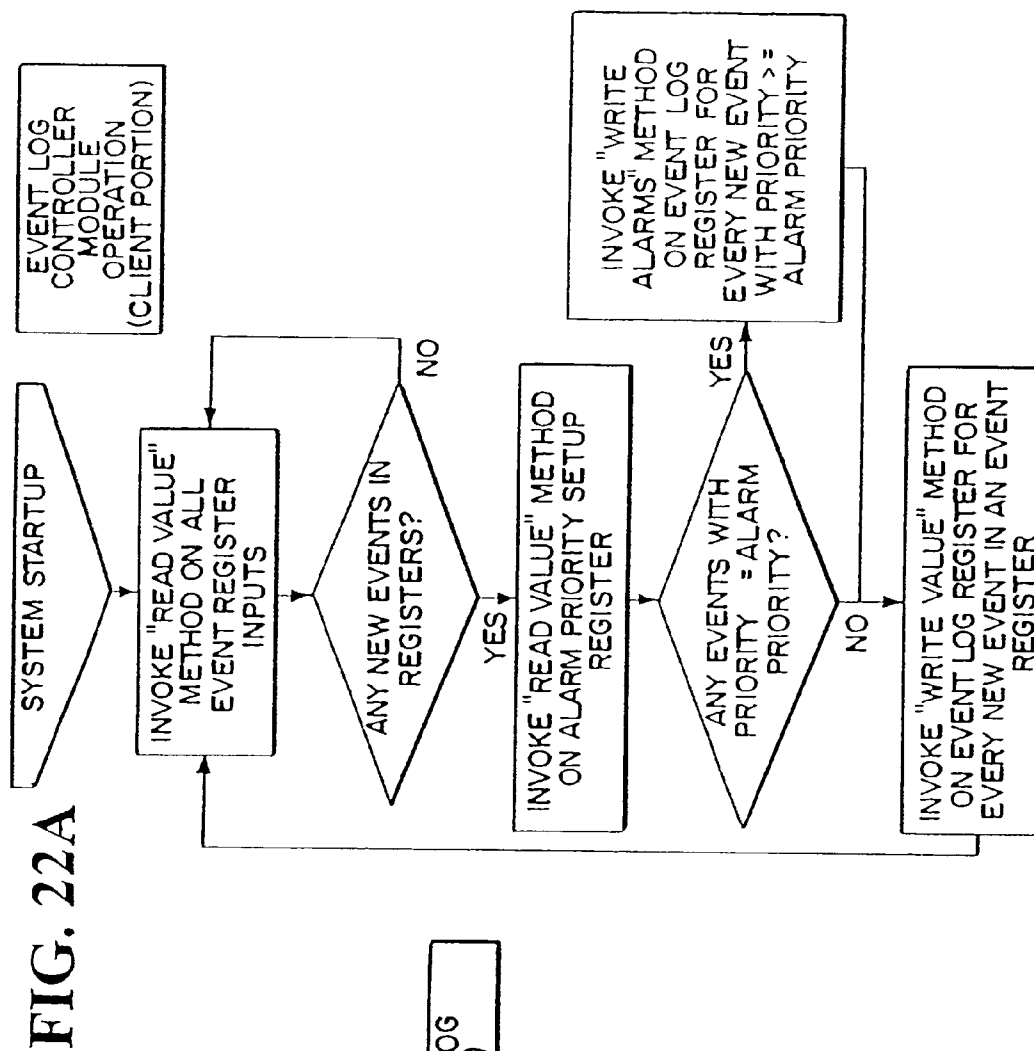 FIG. 22A
EVENT LOG
CONTROLLER
MODULE
OPERATION
(CLIENT PORTION)
SYSTEM STARTUP
INVOKE "READ VALUE"
METHOD ON ALL
EVENT REGISTER
INPUTS
ANY NEW EVENTS IN
REGISTERS?
NO
YES
INVOKE "READ VALUE" METHOD
ON ALARM PRIORITY SETUP
REGISTER
ANY EVENTS WITH
PRIORITY = ALARM
PRIORITY?
YES
NO
INVOKE "WRITE
ALARMS" METHOD
ON EVENT LOG
REGISTER FOR
EVERY NEW EVENT
WITH PRIORITY >=
ALARM PRIORITY
INVOKE "WRITE VALUE" METHOD
ON EVENT LOG REGISTER FOR
EVERY NEW EVENT IN AN EVENT
REGISTER
OG
)